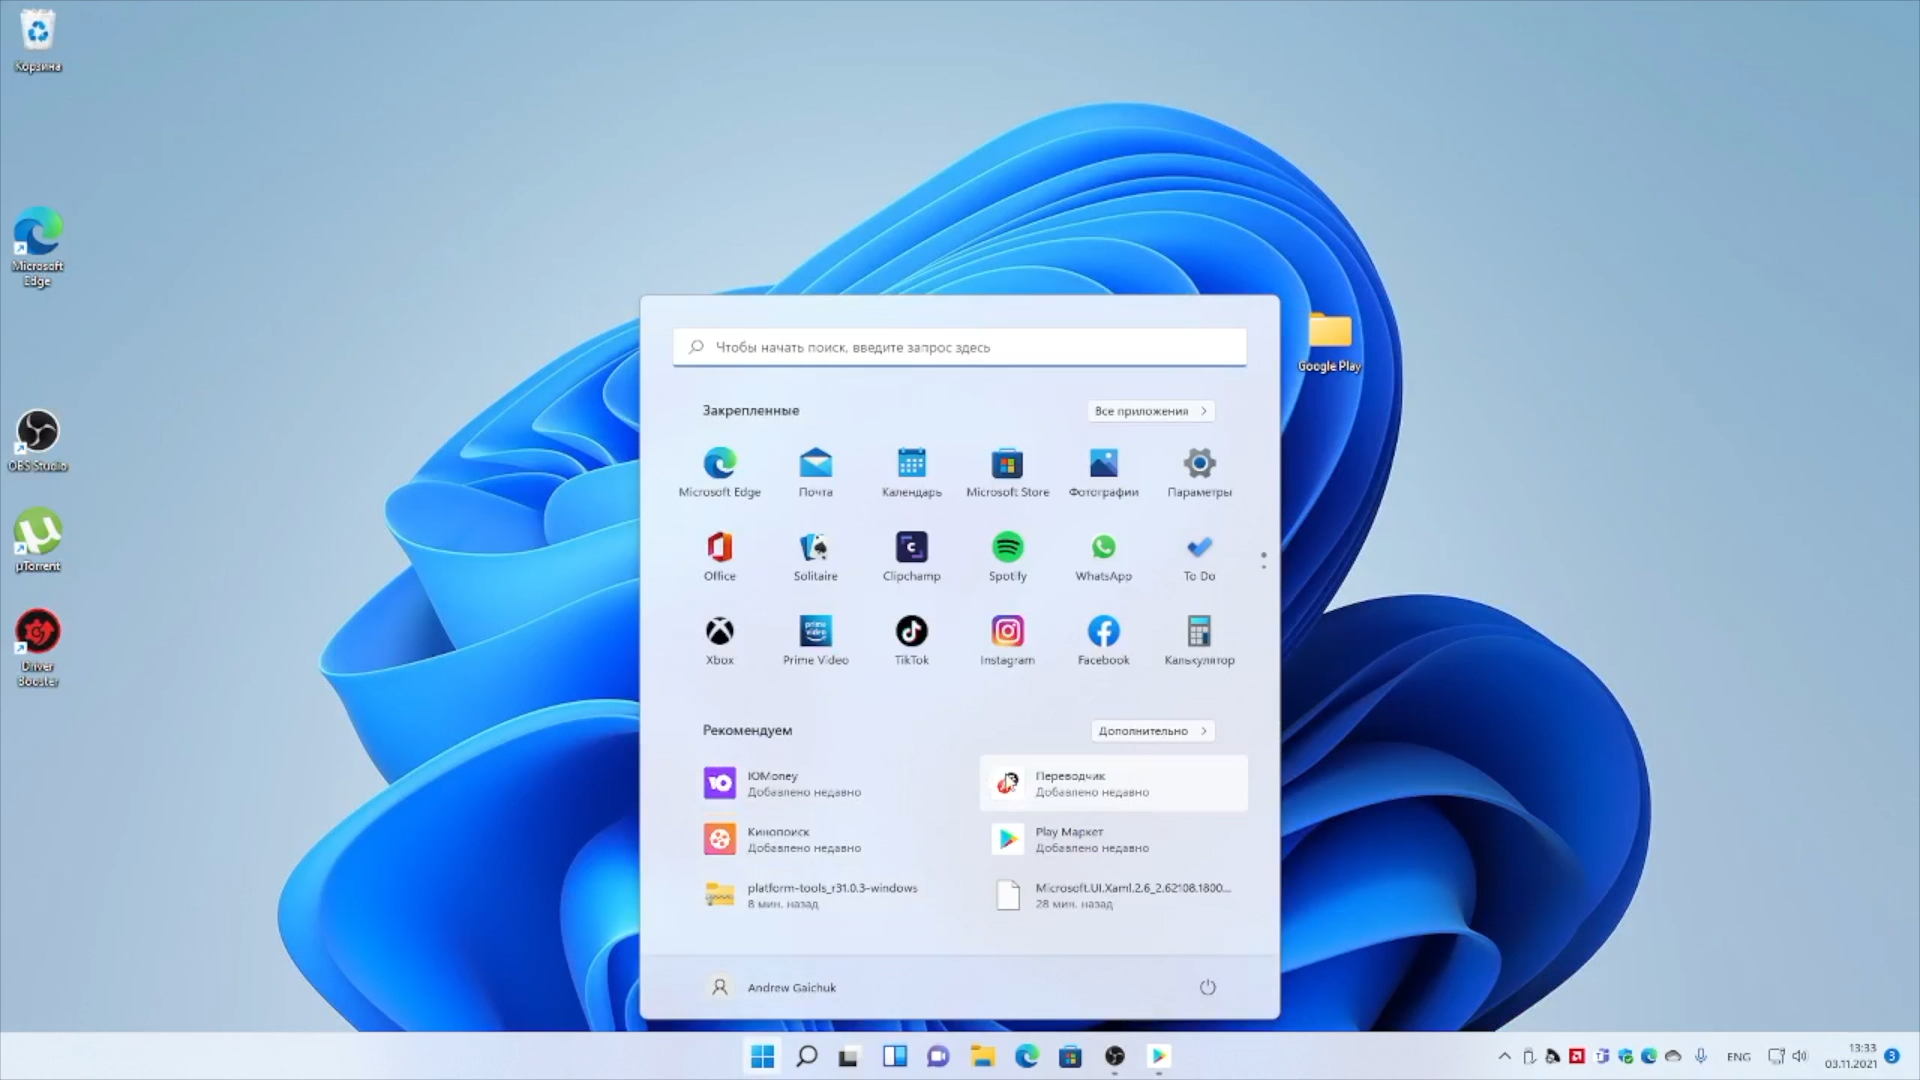 Корзина
Microsoft
Edge
OBS Studio
µTorrent
Driver
Booster
Google Play
Чтобы начать поиск, введите запрос здесь
Закрепленные
Все приложения
Microsoft Edge
Почта
Календарь
Microsoft Store
Фотографии
Параметры
Office
Solitaire
Clipchamp
Spotify
WhatsApp
To Do
Xbox
prime video
Prime Video
TikTok
Instagram
Facebook
Калькулятор
Рекомендуем
Дополнительно
ЮMoney
Добавлено недавно
Переводчик
Добавлено недавно
Кинопоиск
Добавлено недавно
Play Маркет
Добавлено недавно
platform-tools_r31.0.3-windows
8 мин. назад
Microsoft.UI.Xaml.2.6_2.62108.1800...
28 мин. назад
Andrew Gaichuk
ENG
13:33
03.11.2021
3